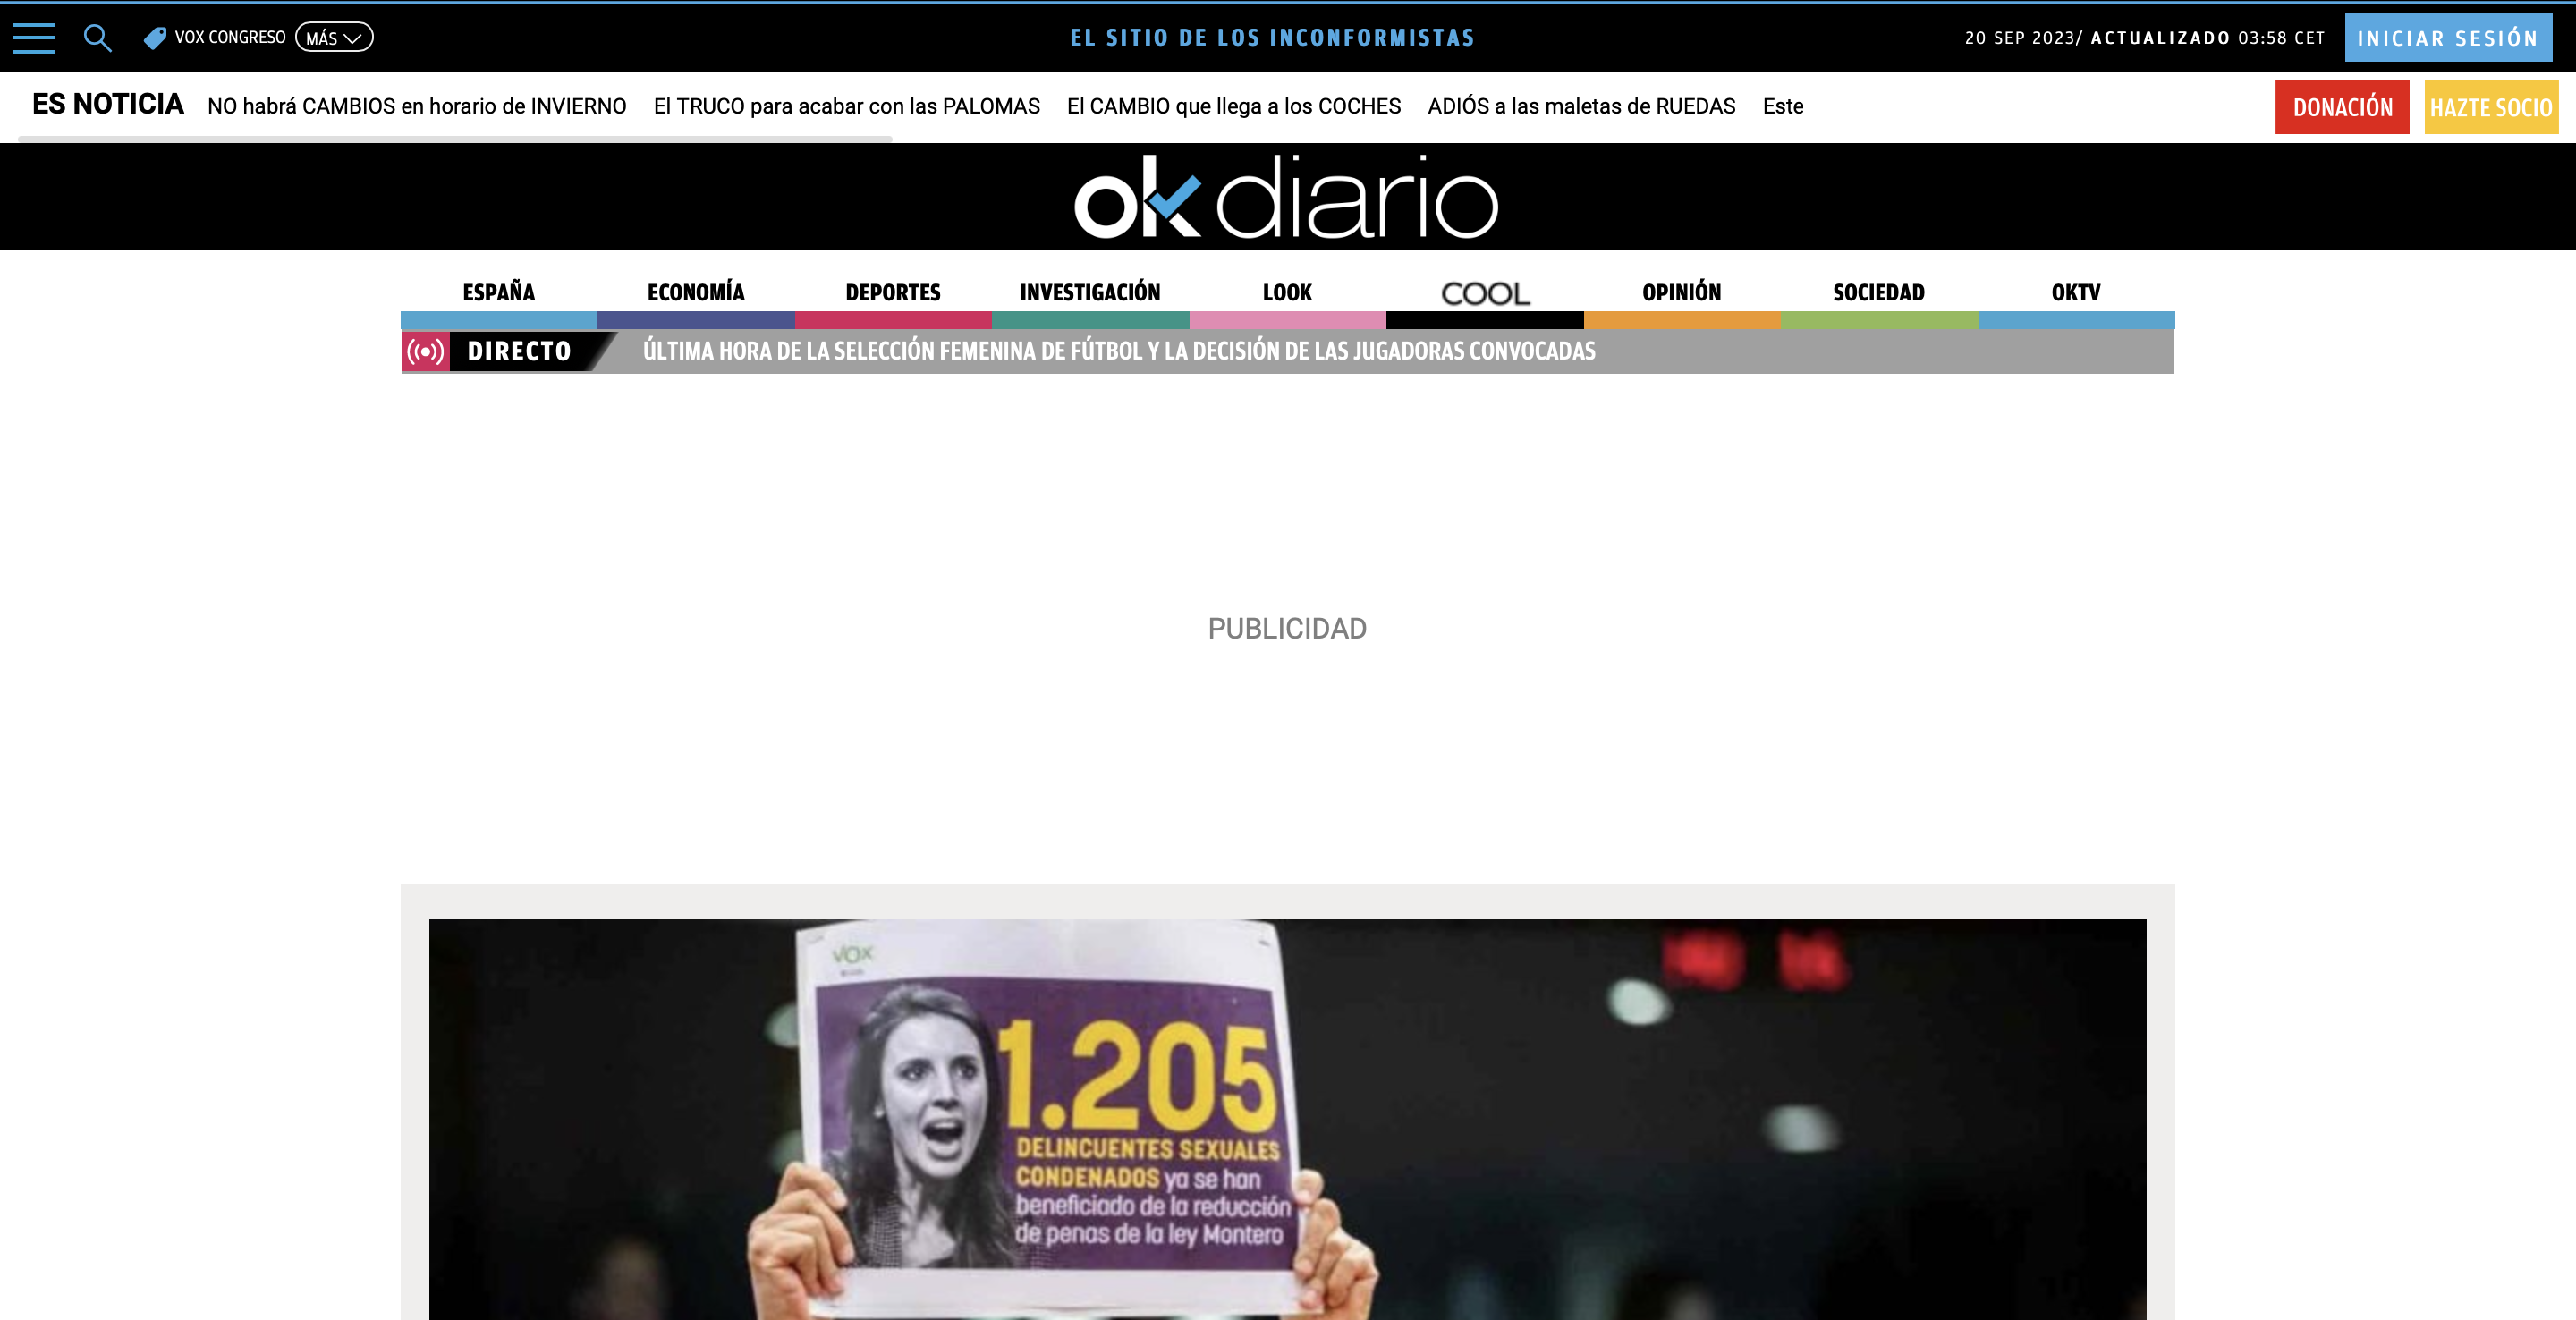 VOX CONGRESO MÁS
EL SITIO DE LOS INCONFORMISTAS
20 SEP 2023/ ACTUALIZADO 03:58 CET
INICIAR SESIÓN
ES NOTICIA NO habrá CAMBIOS en horario de INVIERNO El TRUCO para acabar con las PALOMAS El CAMBIO que llega a los COCHES ADIÓS a las maletas de RUEDAS Este
DONACIÓN
HAZTE SOCIO
okdiario
ESPAÑA ECONOMÍA DEPORTES INVESTIGACIÓN LOOK COOL OPINIÓN SOCIEDAD OKTV
DIRECTO ÚLTIMA HORA DE LA SELECCIÓN FEMENINA DE FÚTBOL Y LA DECISIÓN DE LAS JUGADORAS CONVOCADAS
PUBLICIDAD
VOX
1.205
DELINCUENTES SEXUALES
CONDENADOS ya se han
beneficiado de la reducción
de penas de la ley Montero